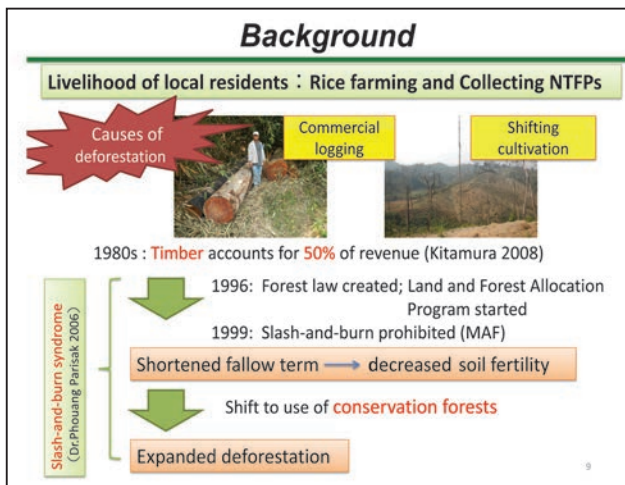 Background
Livelihood of local residents：Rice farming and Collecting NTFPs
Causes of
deforestation
Commercial
logging
Shifting
cultivation
1980s : Timber accounts for 50% of revenue (Kitamura 2008)
1996: Forest law created; Land and Forest Allocation
Program started
1999: Slash-and-burn prohibited (MAF)
Slash-and-burn syndrome
（Dr.Phouang Parisak 2006）
Shortened fallow term → decreased soil fertility
Shift to use of conservation forests
Expanded deforestation
9